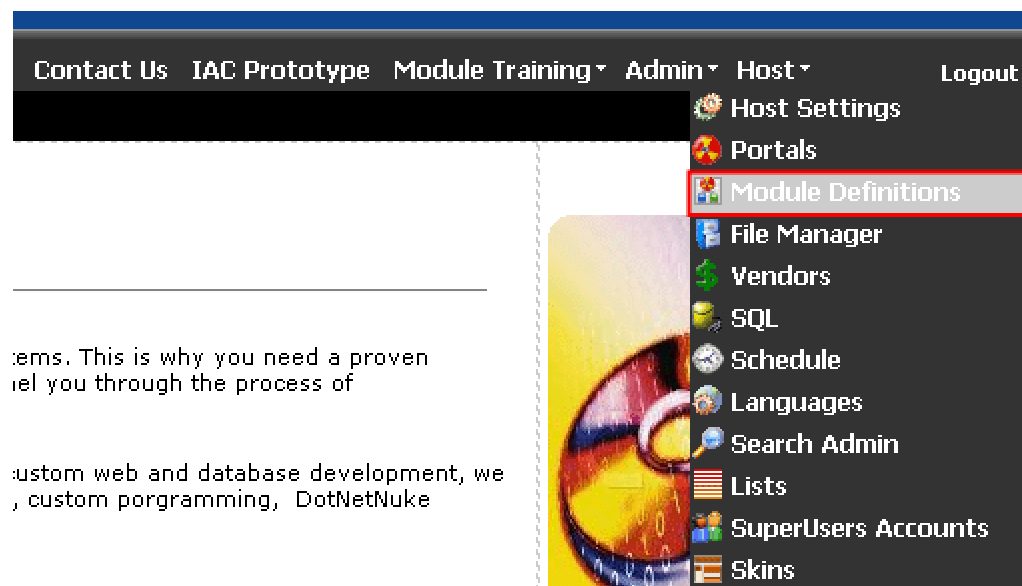 Contact Us IAC Prototype Module Training Admin Host Logout
Host Settings
Portals
Module Definitions
File Manager
Vendors
SQL
Schedule
Languages
Search Admin
Lists
SuperUsers Accounts
Skins
This is why you need a proven
you through the process of
custom web and database development, we
, custom porgramming, DotNetNuke